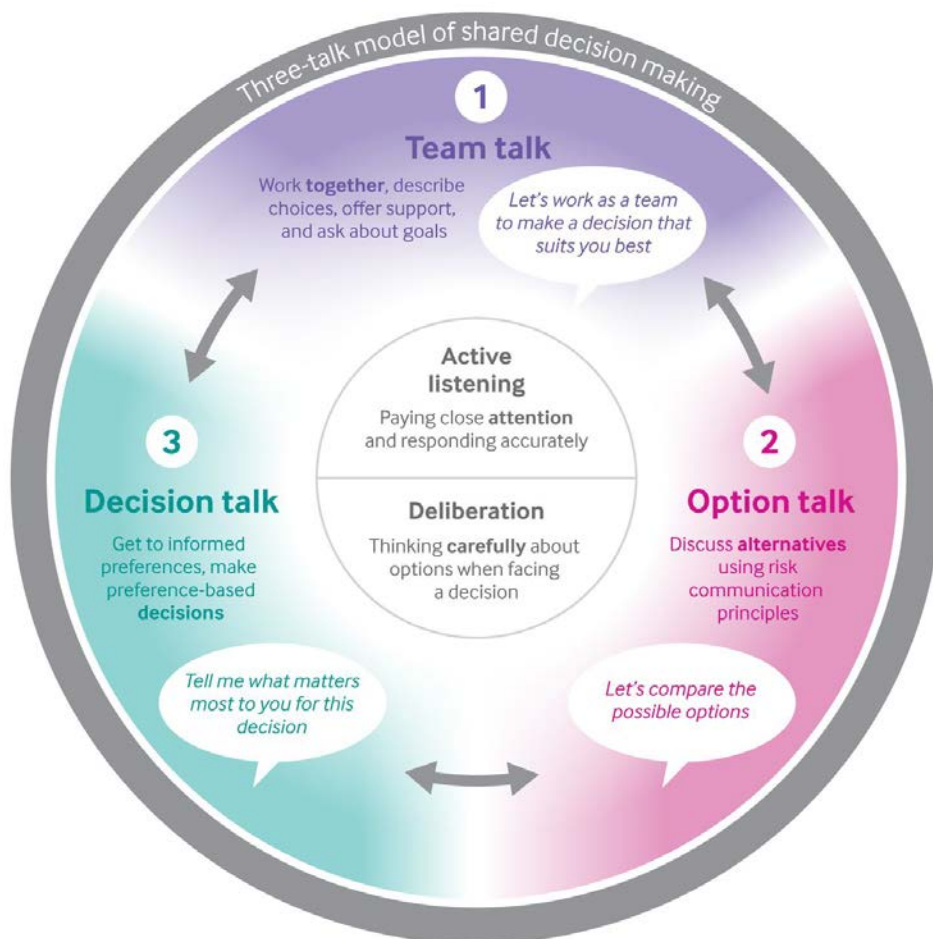 Three-talk model of shared decision making
1
Team talk
Work together, describe
choices, offer support,
and ask about goals
Let's work as a team
to make a decision that
suits you best
Active
listening
Paying close attention
and responding accurately
Deliberation
Thinking carefully about
options when facing
a decision
2
Option talk
Discuss alternatives
using risk
communication
principles
Let's compare the
possible options
3
Decision talk
Get to informed
preferences, make
preference-based
decisions
Tell me what matters
most to you for this
decision